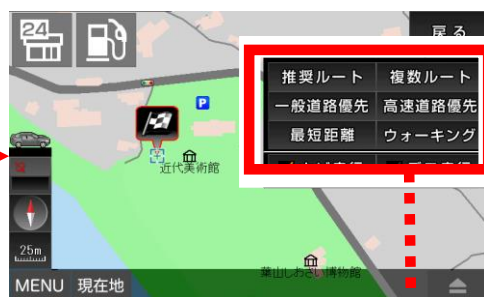 24
戻る
推奨ルート 複数ルート
一般道路優先 高速道路優先
最短距離 ウォーキング
P
近代美術館
25m
葉山しおさい博物館
MENU 現在地